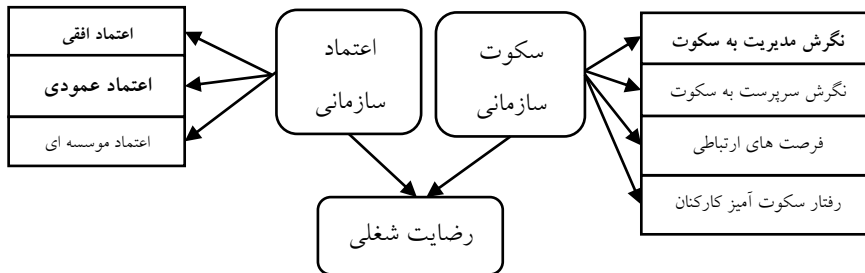 نگرش مدیریت به سکوت
نگرش سرپرست به سکوت
فرصت های ارتباطی
رفتار سکوت آمیز کارکنان
سکوت
سازمانی
اعتماد
سازمانی
اعتماد افقی
اعتماد عمودی
اعتماد موسسه ای
رضایت شغلی